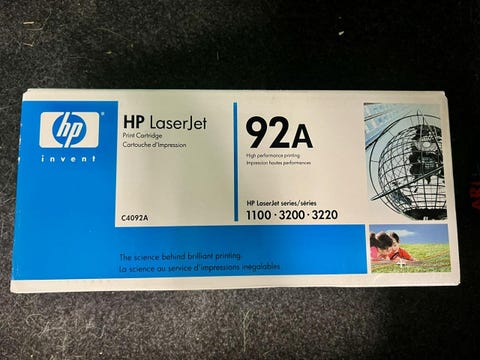 hp
invent
HP LaserJet
Print Cartridge
Cartouche d'impression
C4092A
92A
High performance printing
Impression hautes performances
HP LaserJet series/séries
1100 · 3200 · 3220
The science behind brilliant printing.
La science au service d'impressions inégalables.